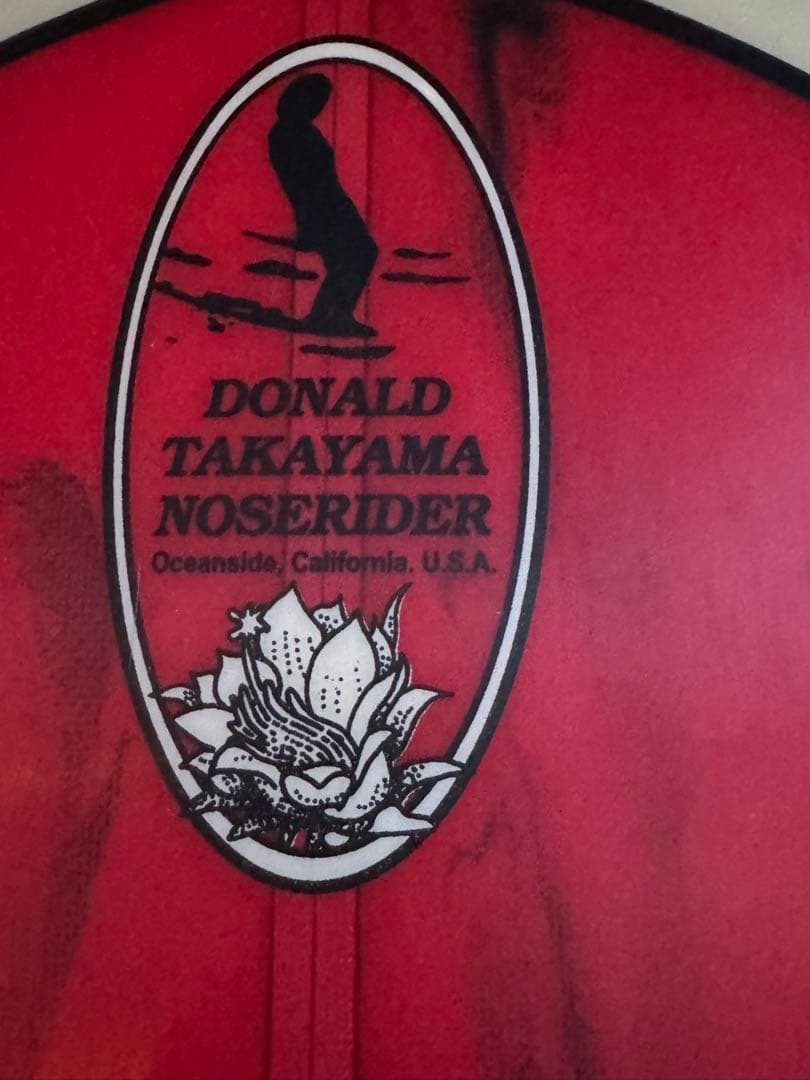 DONALD
TAKAYAMA
NOSERIDER
Oceanside, California. U.S.A.